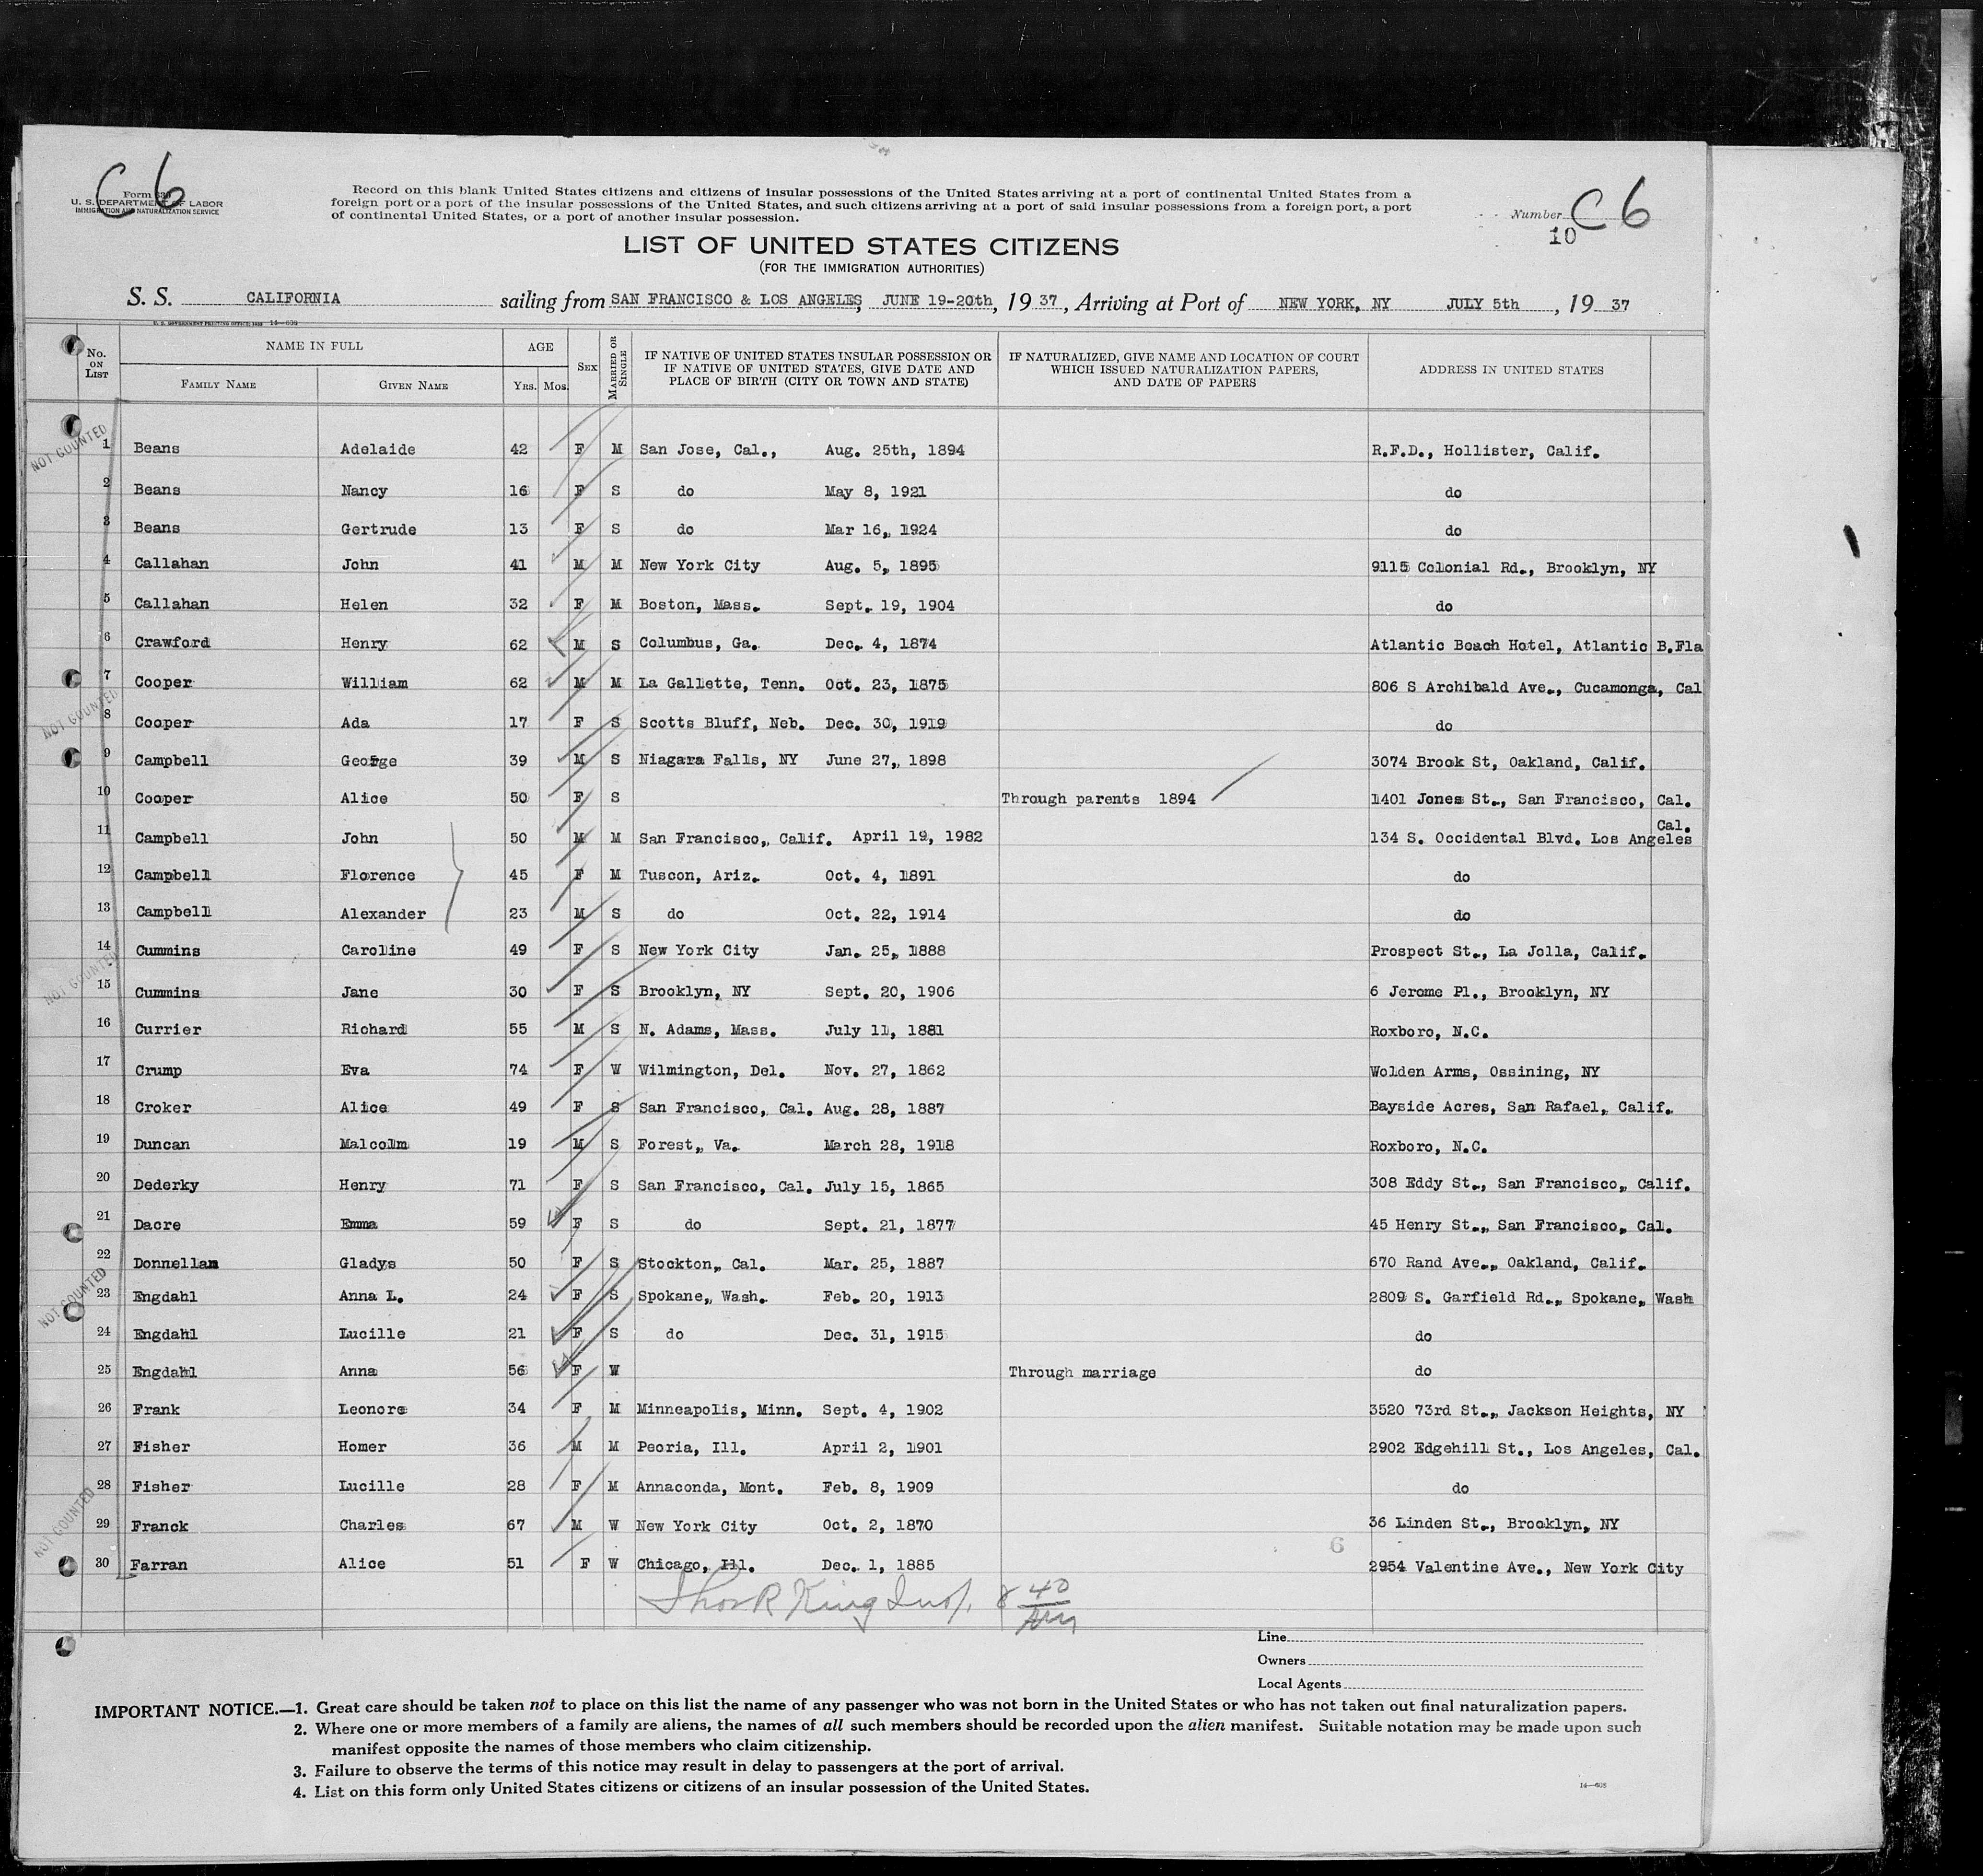 C 6
Form 630
U. S. DEPARTMENT OF LABOR
IMMIGRATION AND NATURALIZATION SERVICE
Record on this blank United States citizens and citizens of insular possessions of the United States arriving at a port of continental United States from a
foreign port or a port of the insular possessions of the United States, and such citizens arriving at a port of said insular possessions from a foreign port, a port
of continental United States, or a port of another insular possession.
Number C 6
10
LIST OF UNITED STATES CITIZENS
(FOR THE IMMIGRATION AUTHORITIES)
S. S. CALIFORNIA sailing from SAN FRANCISCO & LOS ANGELES, JUNE 19-20th, 19 37, Arriving at Port of NEW YORK, NY JULY 5th, 19 37
No. ON LIST
NAME IN FULL
FAMILY NAME GIVEN NAME
AGE
YRS. MOS.
SEX
MARRIED OR SINGLE
IF NATIVE OF UNITED STATES INSULAR POSSESSION OR
IF NATIVE OF UNITED STATES, GIVE DATE AND
PLACE OF BIRTH (CITY OR TOWN AND STATE)
IF NATURALIZED, GIVE NAME AND LOCATION OF COURT
WHICH ISSUED NATURALIZATION PAPERS,
AND DATE OF PAPERS
ADDRESS IN UNITED STATES
NOT COUNTED
1 Beans Adelaide 42 F M San Jose, Cal., Aug. 25th, 1894 R.F.D., Hollister, Calif.
2 Beans Nancy 16 F S do May 8, 1921 do
3 Beans Gertrude 13 F S do Mar 16, 1924 do
4 Callahan John 41 M M New York City Aug. 5, 1895 9115 Colonial Rd., Brooklyn, NY
5 Callahan Helen 32 F M Boston, Mass. Sept. 19, 1904 do
6 Crawford Henry 62 M S Columbus, Ga. Dec. 4, 1874 Atlantic Beach Hotel, Atlantic B.Fla
7 Cooper William 62 M M La Gallette, Tenn. Oct. 23, 1875 806 S Archibald Ave., Cucamonga, Cal
NOT COUNTED
8 Cooper Ada 17 F S Scotts Bluff, Neb. Dec. 30, 1919 do
9 Campbell George 39 M S Niagara Falls, NY June 27, 1898 3074 Brook St, Oakland, Calif.
10 Cooper Alice 50 F S Through parents 1894 1401 Jones St., San Francisco, Cal.
11 Campbell John 50 M M San Francisco, Calif. April 19, 1982 134 S. Occidental Blvd. Los Angeles Cal.
12 Campbell Florence 45 F M Tuscon, Ariz. Oct. 4, 1891 do
13 Campbell Alexander 23 M S do Oct. 22, 1914 do
14 Cummins Caroline 49 F S New York City Jan. 25, 1888 Prospect St., La Jolla, Calif.
NOT COUNTED
15 Cummins Jane 30 F S Brooklyn, NY Sept. 20, 1906 6 Jerome Pl., Brooklyn, NY
16 Currier Richard 55 M S N. Adams, Mass. July 11, 1881 Roxboro, N.C.
17 Crump Eva 74 F W Wilmington, Del. Nov. 27, 1862 Wolden Arms, Ossining, NY
18 Croker Alice 49 F S San Francisco, Cal. Aug. 28, 1887 Bayside Acres, San Rafael, Calif.
19 Duncan Malcolm 19 M S Forest, Va. March 28, 1918 Roxboro, N.C.
20 Dederky Henry 71 F S San Francisco, Cal. July 15, 1865 308 Eddy St., San Francisco, Calif.
21 Dacre Emma 59 F S do Sept. 21, 1877 45 Henry St., San Francisco, Cal.
22 Donnellan Gladys 50 F S Stockton, Cal. Mar. 25, 1887 670 Rand Ave., Oakland, Calif.
NOT COUNTED
23 Engdahl Anna L. 24 F S Spokane, Wash. Feb. 20, 1913 2809 S. Garfield Rd., Spokane, Wash
24 Engdahl Lucille 21 F S do Dec. 31, 1915 do
25 Engdahl Anna 56 F W Through marriage do
26 Frank Leonore 34 F M Minneapolis, Minn. Sept. 4, 1902 3520 73rd St., Jackson Heights, NY
27 Fisher Homer 36 M M Peoria, Ill. April 2, 1901 2902 Edgehill St., Los Angeles, Cal.
28 Fisher Lucille 28 F M Annaconda, Mont. Feb. 8, 1909 do
NOT COUNTED
29 Franck Charles 67 M W New York City Oct. 2, 1870 36 Linden St., Brooklyn, NY
6
30 Farran Alice 51 F W Chicago, Ill. Dec. 1, 1885 2954 Valentine Ave., New York City
Thos R King Insp. 8 40/am
Line
Owners
Local Agents
IMPORTANT NOTICE.—1. Great care should be taken not to place on this list the name of any passenger who was not born in the United States or who has not taken out final naturalization papers.
2. Where one or more members of a family are aliens, the names of all such members should be recorded upon the alien manifest. Suitable notation may be made upon such
manifest opposite the names of those members who claim citizenship.
3. Failure to observe the terms of this notice may result in delay to passengers at the port of arrival.
4. List on this form only United States citizens or citizens of an insular possession of the United States.
14—608